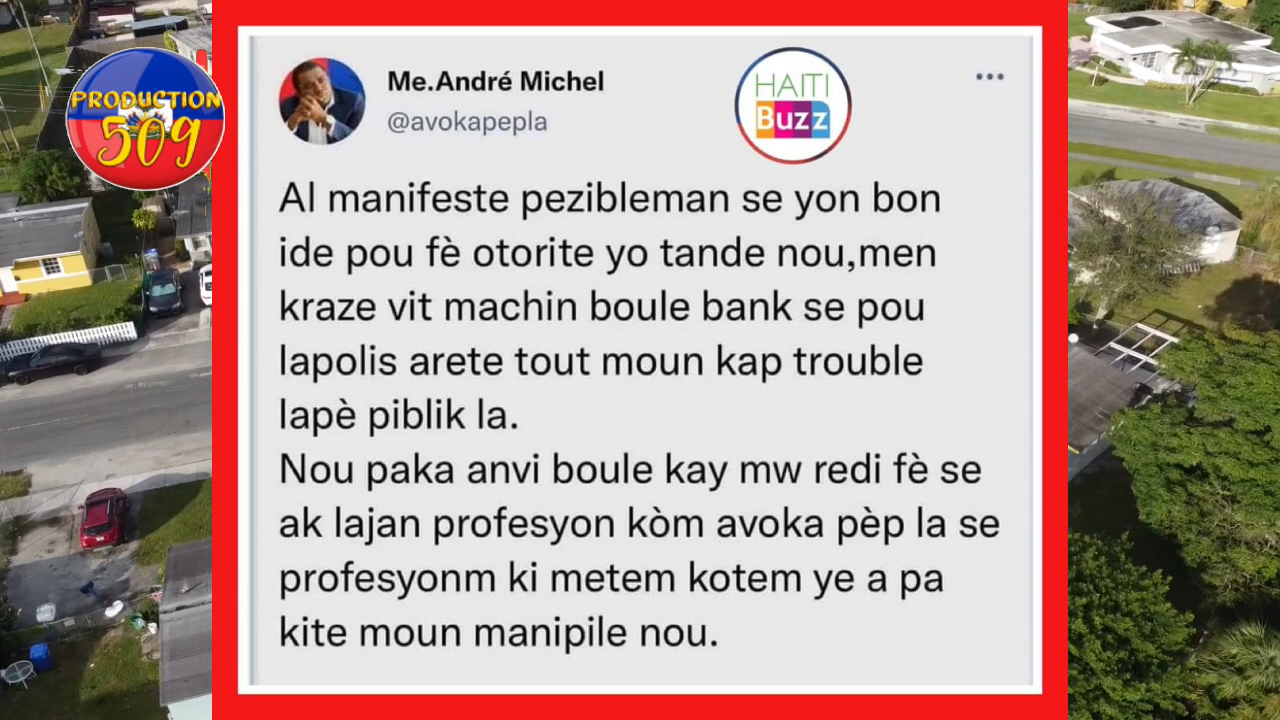 PRODUCTION
509
Me.André Michel
@avokapepla
HAITI
Buzz
Al manifeste pezibleman se yon bon
ide pou fè otorite yo tande nou,men
kraze vit machin boule bank se pou
lapolis arete tout moun kap trouble
lapè piblik la.
Nou paka anvi boule kay mw redi fè se
ak lajan profesyon kòm avoka pèp la se
profesyonm ki metem kotem ye a pa
kite moun manipile nou.